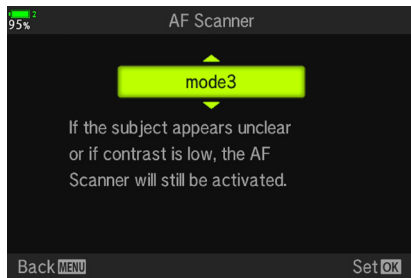 2
95% AF Scanner
mode3
If the subject appears unclear
or if contrast is low, the AF
Scanner will still be activated.
Back MENU Set OK